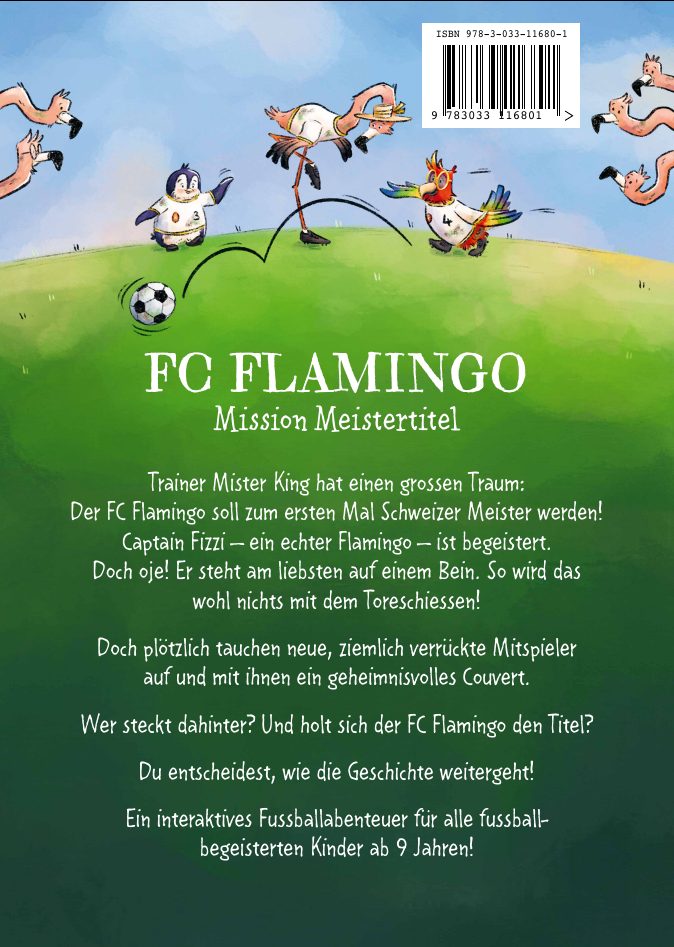 ISBN 978-3-033-11680-1
9 783033 116801 >
3
4
FC FLAMINGO
Mission Meistertitel
Trainer Mister King hat einen grossen Traum:
Der FC Flamingo soll zum ersten Mal Schweizer Meister werden!
Captain Fizzi – ein echter Flamingo – ist begeistert.
Doch oje! Er steht am liebsten auf einem Bein. So wird das
wohl nichts mit dem Toreschiessen!
Doch plötzlich tauchen neue, ziemlich verrückte Mitspieler
auf und mit ihnen ein geheimnisvolles Couvert.
Wer steckt dahinter? Und holt sich der FC Flamingo den Titel?
Du entscheidest, wie die Geschichte weitergeht!
Ein interaktives Fussballabenteuer für alle fussball-
begeisterten Kinder ab 9 Jahren!